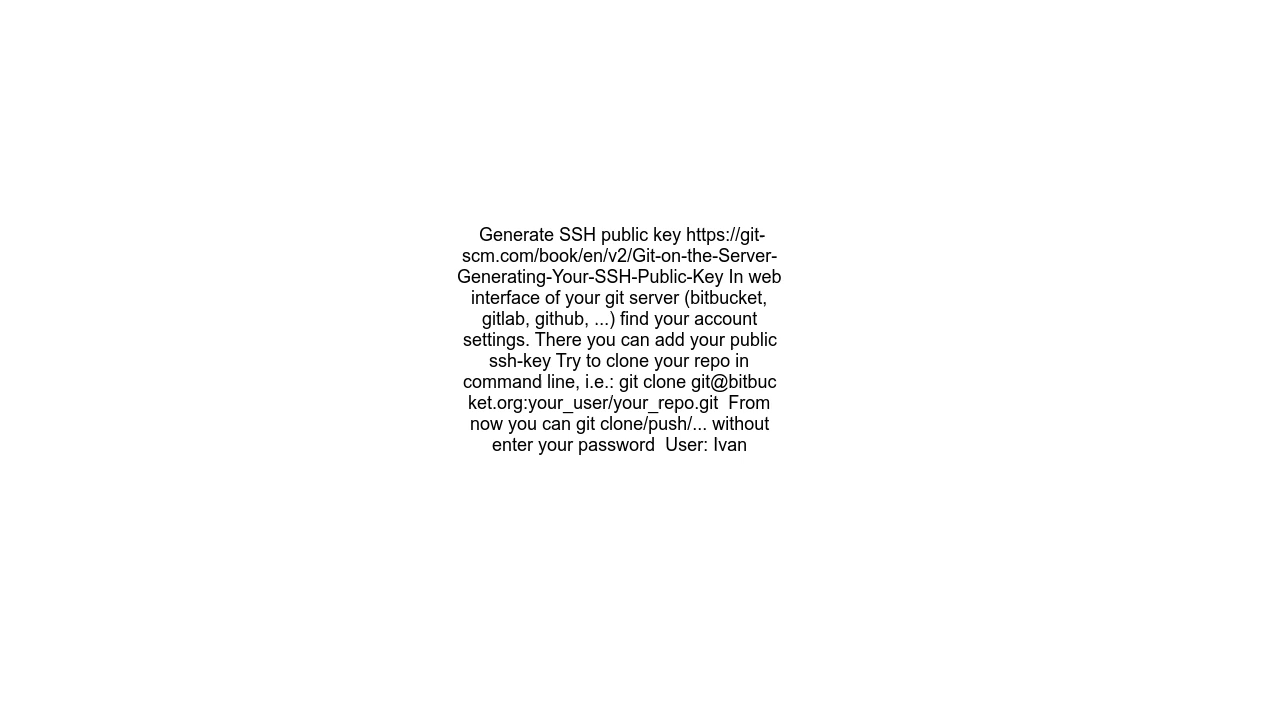 Generate SSH public key https://git-
scm.com/book/en/v2/Git-on-the-Server-
Generating-Your-SSH-Public-Key In web
interface of your git server (bitbucket,
gitlab, github, ...) find your account
settings. There you can add your public
ssh-key Try to clone your repo in
command line, i.e.: git clone git@bitbuc
ket.org:your_user/your_repo.git  From
now you can git clone/push/... without
enter your password  User: Ivan